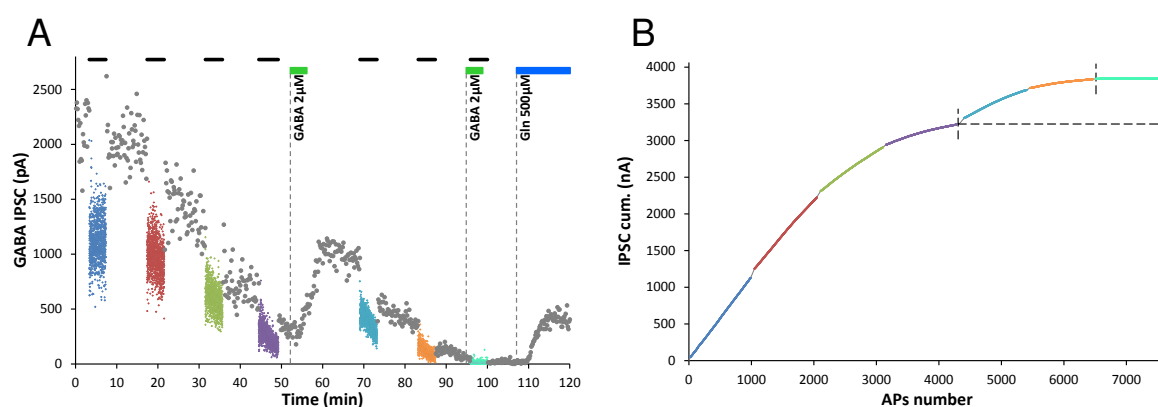 A
GABA IPSC (pA)
2500
2000
1500
1000
500
0
GABA 2µM
GABA 2µM
Gln 500µM
0 10 20 30 40 50 60 70 80 90 100 110 120
Time (min)
B
IPSC cum. (nA)
4000
3500
3000
2500
2000
1500
1000
500
0
0 1000 2000 3000 4000 5000 6000 7000
APs number